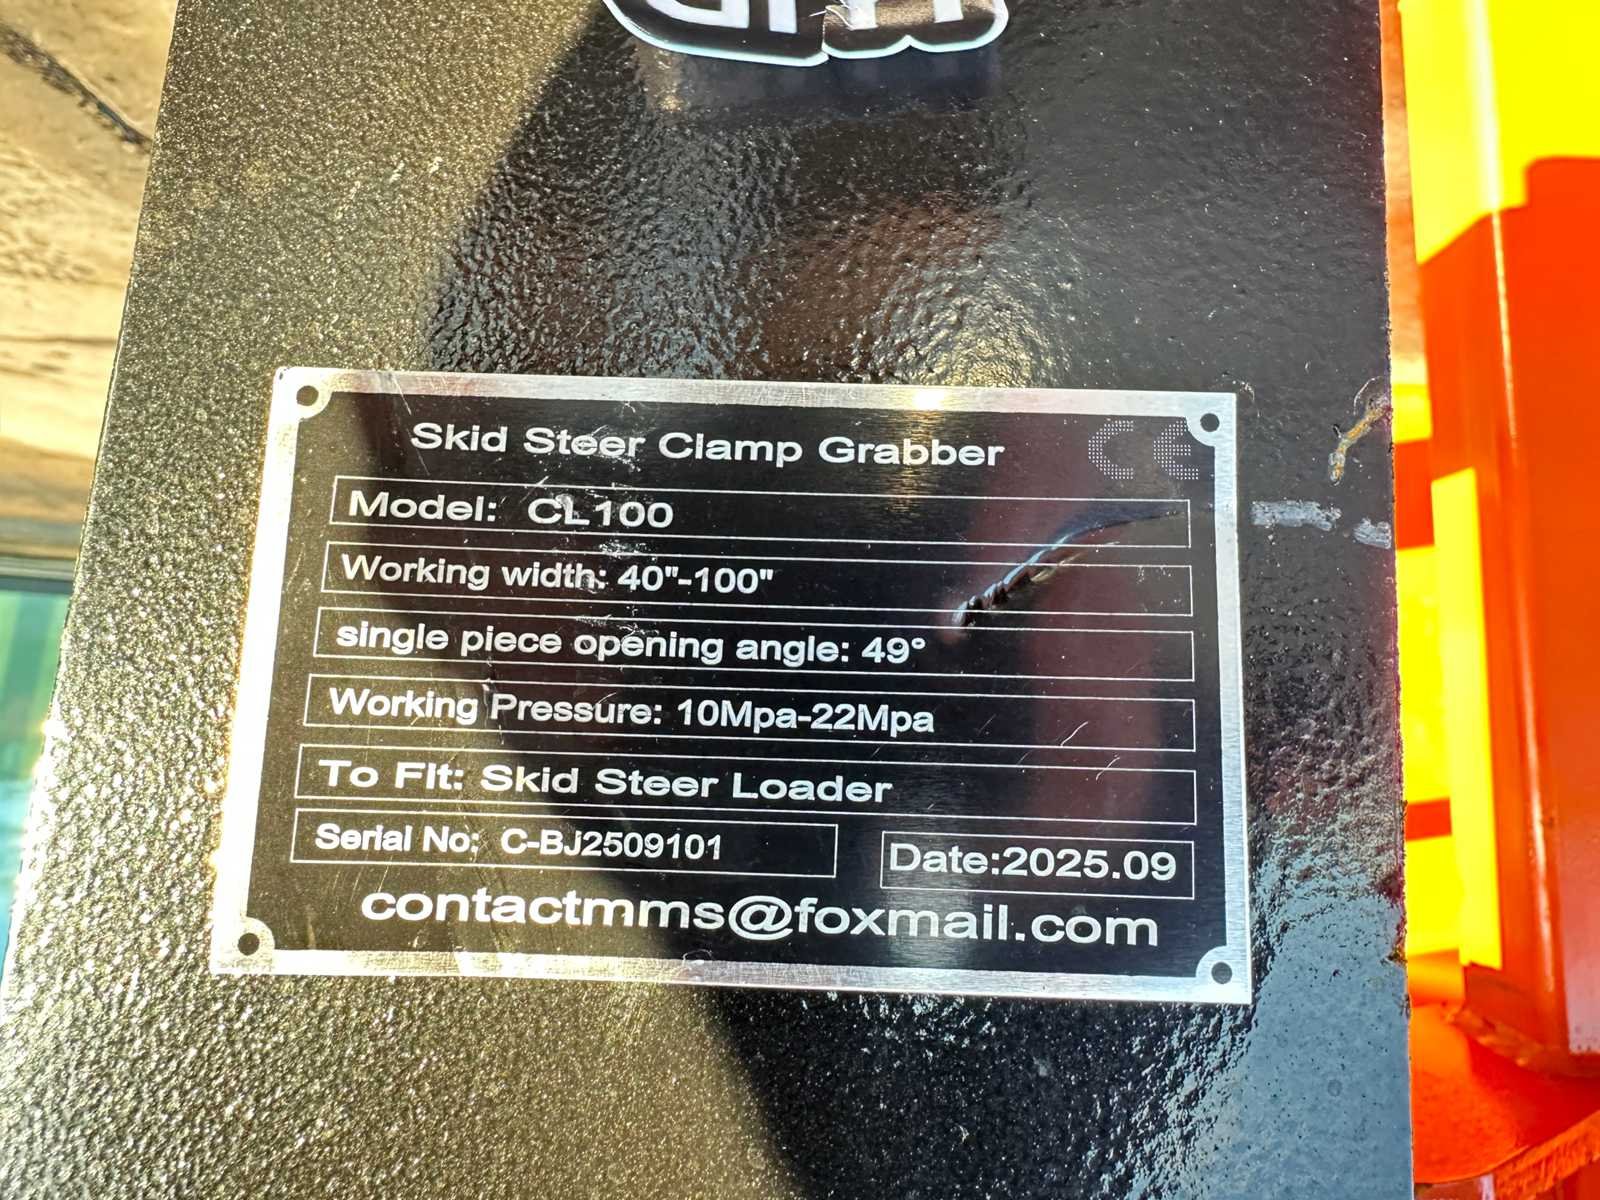 Skid Steer Clamp Grabber CE
Model: CL100
Working width: 40"-100"
single piece opening angle: 49°
Working Pressure: 10Mpa-22Mpa
To FIt: Skid Steer Loader
Serial No: C-BJ2509101 Date:2025.09
contactmms@foxmail.com